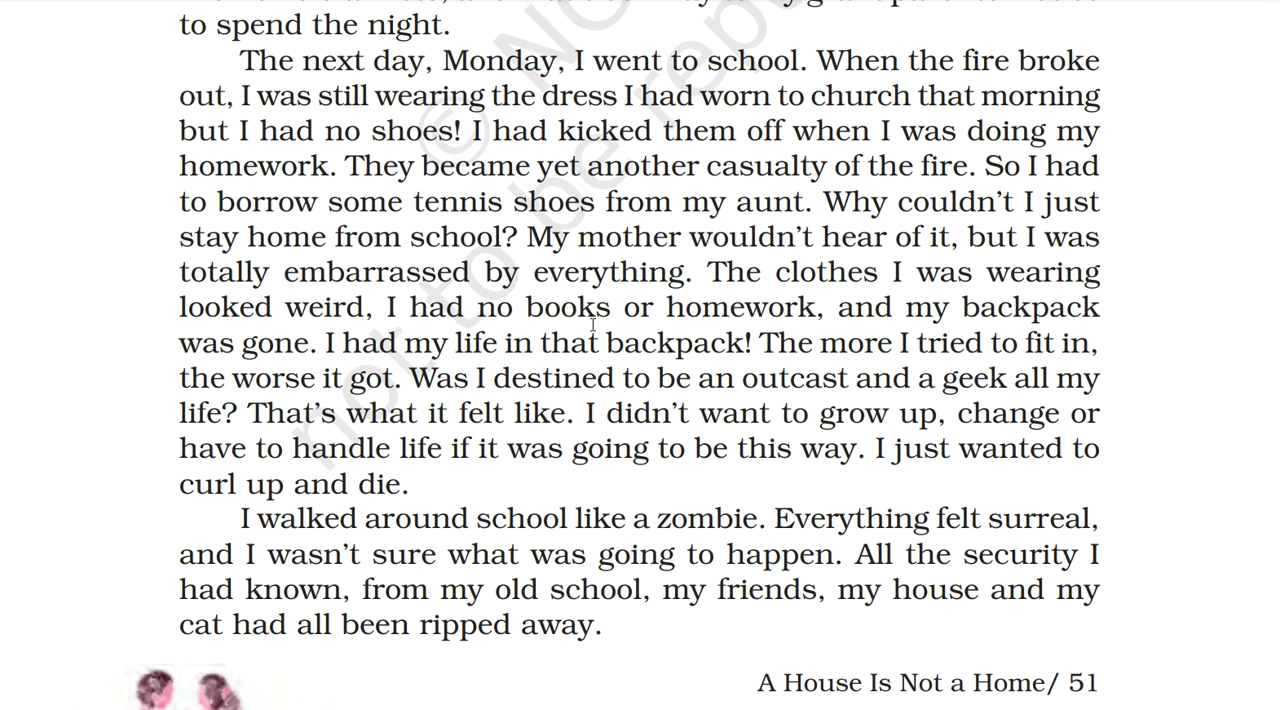 to spend the night.
The next day, Monday, I went to school. When the fire broke
out, I was still wearing the dress I had worn to church that morning
but I had no shoes! I had kicked them off when I was doing my
homework. They became yet another casualty of the fire. So I had
to borrow some tennis shoes from my aunt. Why couldn't I just
stay home from school? My mother wouldn't hear of it, but I was
totally embarrassed by everything. The clothes I was wearing
looked weird, I had no books or homework, and my backpack
was gone. I had my life in that backpack! The more I tried to fit in,
the worse it got. Was I destined to be an outcast and a geek all my
life? That's what it felt like. I didn't want to grow up, change or
have to handle life if it was going to be this way. I just wanted to
curl up and die.
I walked around school like a zombie. Everything felt surreal,
and I wasn't sure what was going to happen. All the security I
had known, from my old school, my friends, my house and my
cat had all been ripped away.
A House Is Not a Home/ 51
© 
not to be